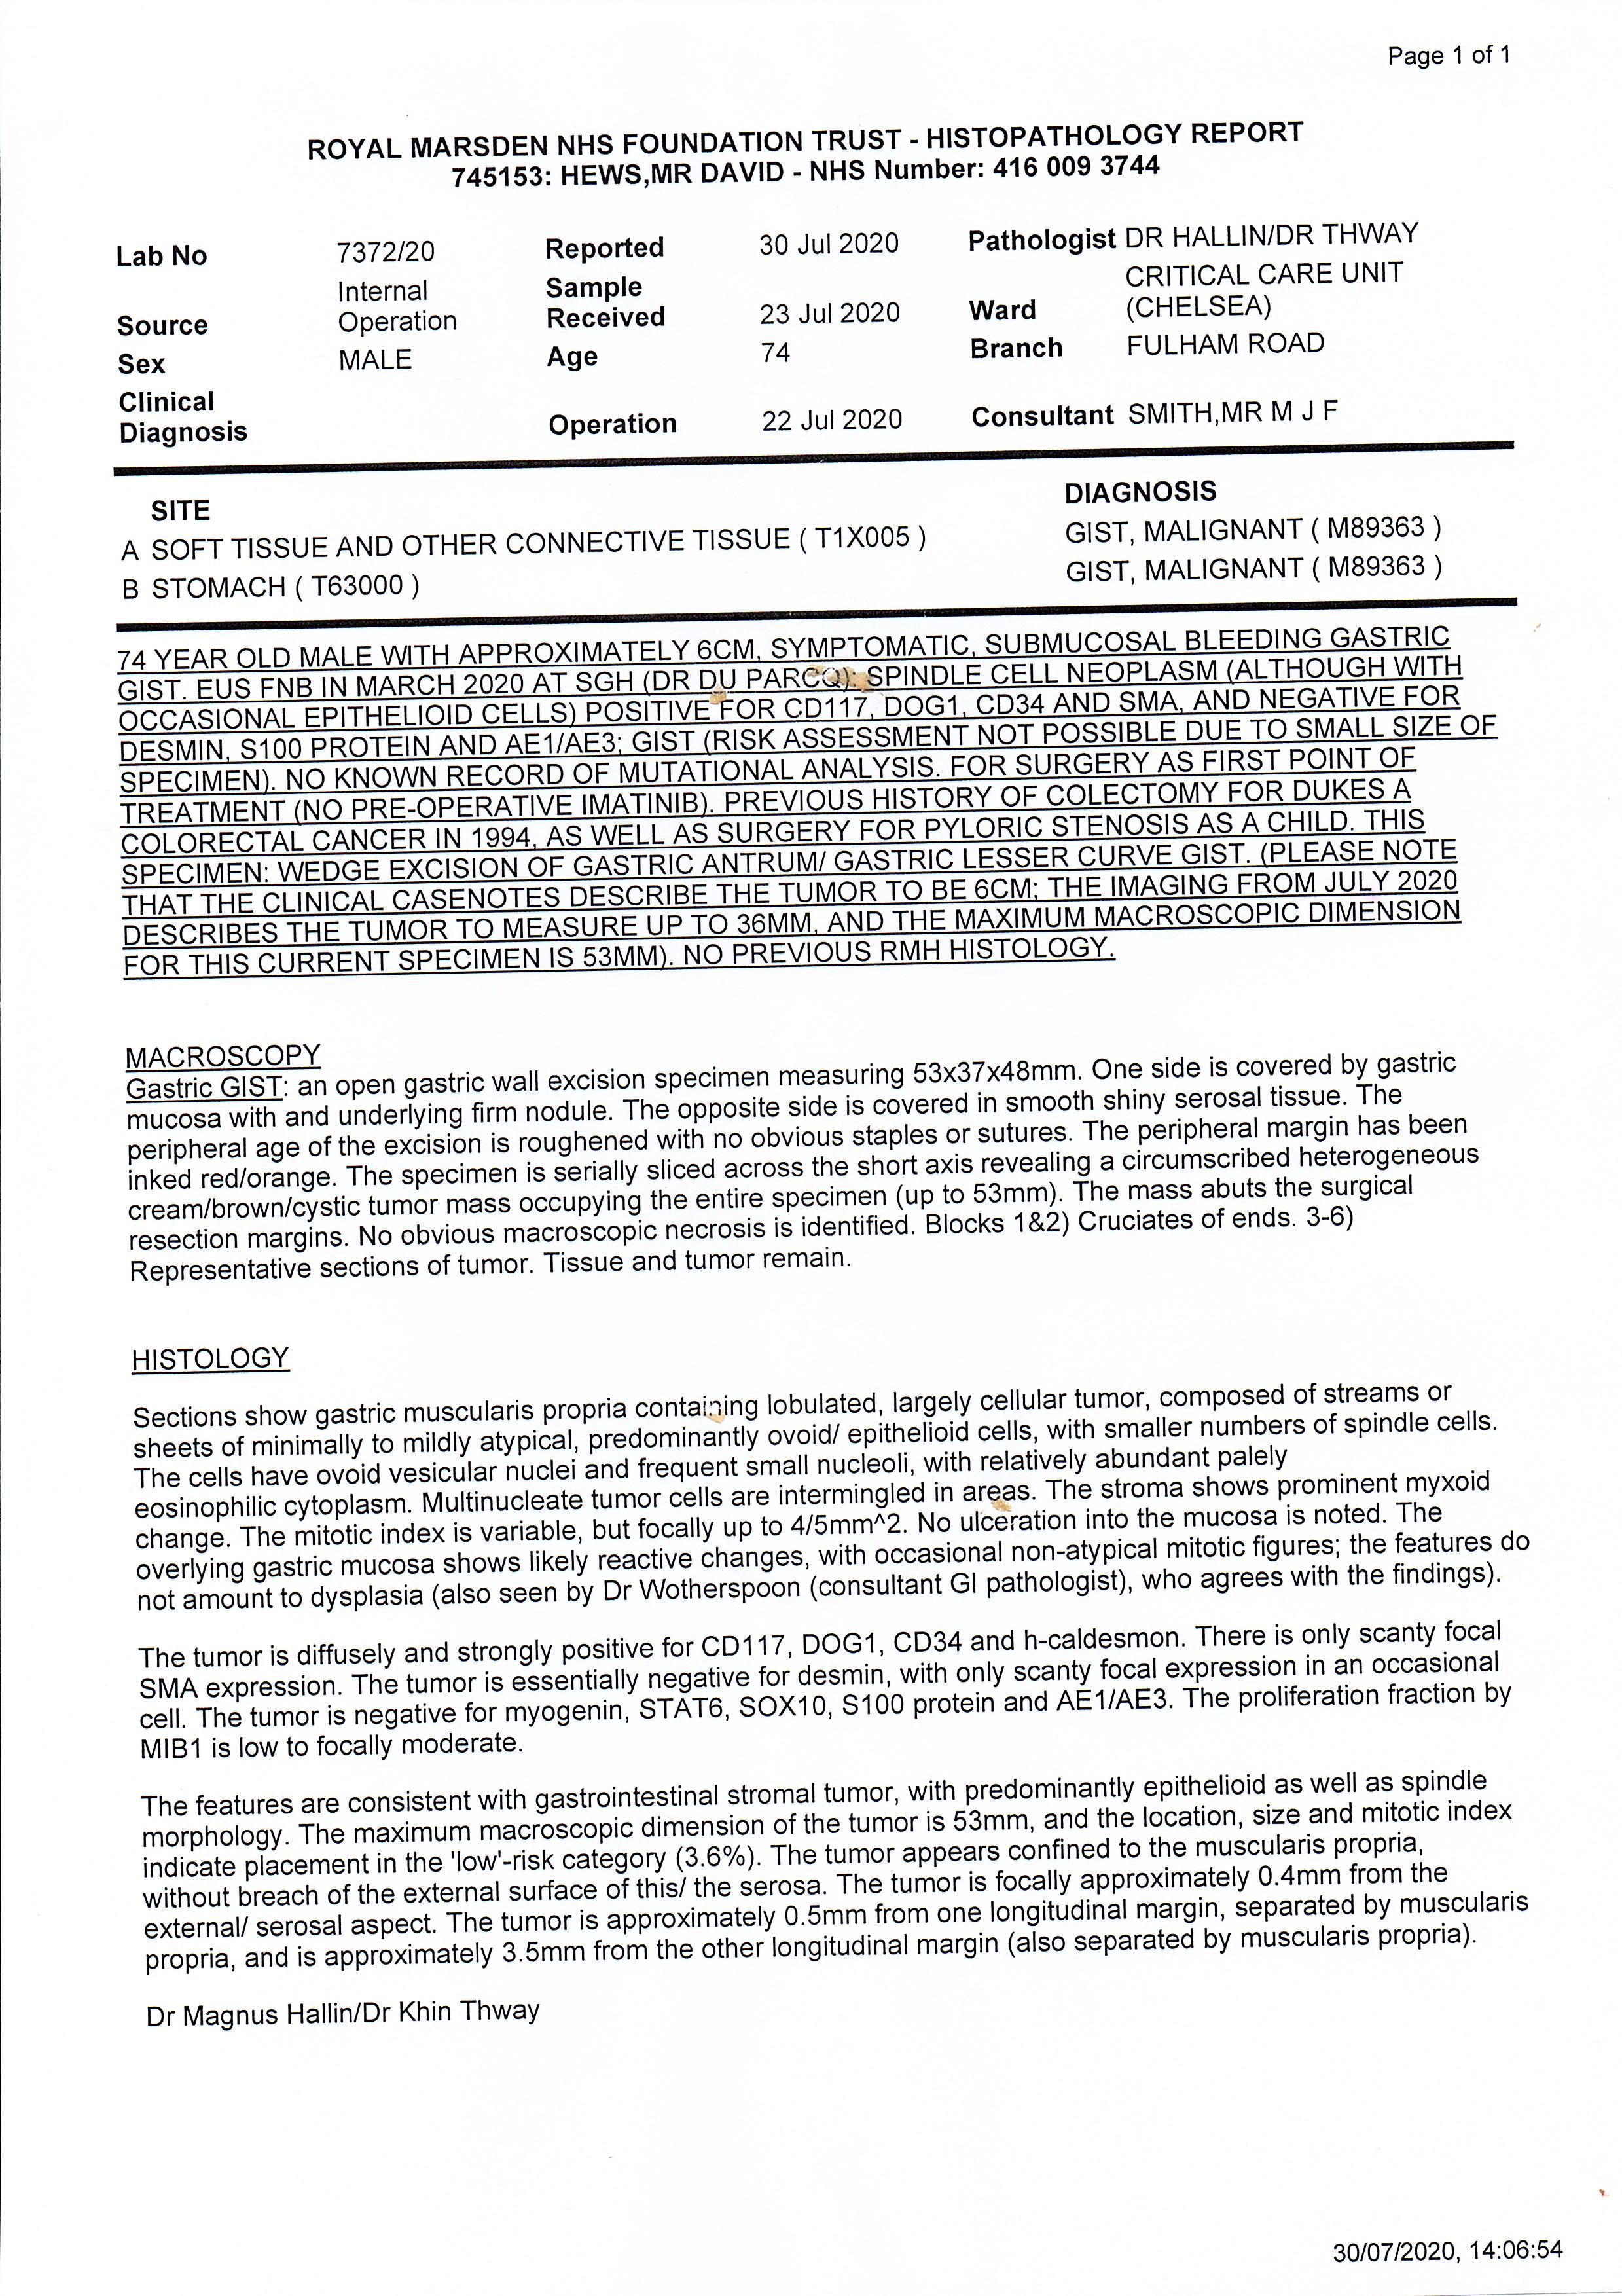 Page 1 of 1
ROYAL MARSDEN NHS FOUNDATION TRUST - HISTOPATHOLOGY REPORT
745153: HEWS,MR DAVID - NHS Number: 416 009 3744
Lab No 7372/20 Reported 30 Jul 2020 Pathologist DR HALLIN/DR THWAY
Source Internal Operation Sample Received 23 Jul 2020 Ward CRITICAL CARE UNIT (CHELSEA)
Sex MALE Age 74 Branch FULHAM ROAD
Clinical Diagnosis Operation 22 Jul 2020 Consultant SMITH,MR M J F
SITE DIAGNOSIS
A SOFT TISSUE AND OTHER CONNECTIVE TISSUE ( T1X005 ) GIST, MALIGNANT ( M89363 )
B STOMACH ( T63000 ) GIST, MALIGNANT ( M89363 )
74 YEAR OLD MALE WITH APPROXIMATELY 6CM, SYMPTOMATIC, SUBMUCOSAL BLEEDING GASTRIC
GIST. EUS FNB IN MARCH 2020 AT SGH (DR DU PARCQ): SPINDLE CELL NEOPLASM (ALTHOUGH WITH
OCCASIONAL EPITHELIOID CELLS) POSITIVE FOR CD117, DOG1, CD34 AND SMA, AND NEGATIVE FOR
DESMIN, S100 PROTEIN AND AE1/AE3; GIST (RISK ASSESSMENT NOT POSSIBLE DUE TO SMALL SIZE OF
SPECIMEN). NO KNOWN RECORD OF MUTATIONAL ANALYSIS. FOR SURGERY AS FIRST POINT OF
TREATMENT (NO PRE-OPERATIVE IMATINIB). PREVIOUS HISTORY OF COLECTOMY FOR DUKES A
COLORECTAL CANCER IN 1994, AS WELL AS SURGERY FOR PYLORIC STENOSIS AS A CHILD. THIS
SPECIMEN: WEDGE EXCISION OF GASTRIC ANTRUM/ GASTRIC LESSER CURVE GIST. (PLEASE NOTE
THAT THE CLINICAL CASENOTES DESCRIBE THE TUMOR TO BE 6CM; THE IMAGING FROM JULY 2020
DESCRIBES THE TUMOR TO MEASURE UP TO 36MM, AND THE MAXIMUM MACROSCOPIC DIMENSION
FOR THIS CURRENT SPECIMEN IS 53MM). NO PREVIOUS RMH HISTOLOGY.
MACROSCOPY
Gastric GIST: an open gastric wall excision specimen measuring 53x37x48mm. One side is covered by gastric
mucosa with and underlying firm nodule. The opposite side is covered in smooth shiny serosal tissue. The
peripheral age of the excision is roughened with no obvious staples or sutures. The peripheral margin has been
inked red/orange. The specimen is serially sliced across the short axis revealing a circumscribed heterogeneous
cream/brown/cystic tumor mass occupying the entire specimen (up to 53mm). The mass abuts the surgical
resection margins. No obvious macroscopic necrosis is identified. Blocks 1&2) Cruciates of ends. 3-6)
Representative sections of tumor. Tissue and tumor remain.
HISTOLOGY
Sections show gastric muscularis propria containing lobulated, largely cellular tumor, composed of streams or
sheets of minimally to mildly atypical, predominantly ovoid/ epithelioid cells, with smaller numbers of spindle cells.
The cells have ovoid vesicular nuclei and frequent small nucleoli, with relatively abundant palely
eosinophilic cytoplasm. Multinucleate tumor cells are intermingled in areas. The stroma shows prominent myxoid
change. The mitotic index is variable, but focally up to 4/5mm^2. No ulceration into the mucosa is noted. The
overlying gastric mucosa shows likely reactive changes, with occasional non-atypical mitotic figures; the features do
not amount to dysplasia (also seen by Dr Wotherspoon (consultant GI pathologist), who agrees with the findings).
The tumor is diffusely and strongly positive for CD117, DOG1, CD34 and h-caldesmon. There is only scanty focal
SMA expression. The tumor is essentially negative for desmin, with only scanty focal expression in an occasional
cell. The tumor is negative for myogenin, STAT6, SOX10, S100 protein and AE1/AE3. The proliferation fraction by
MIB1 is low to focally moderate.
The features are consistent with gastrointestinal stromal tumor, with predominantly epithelioid as well as spindle
morphology. The maximum macroscopic dimension of the tumor is 53mm, and the location, size and mitotic index
indicate placement in the 'low'-risk category (3.6%). The tumor appears confined to the muscularis propria,
without breach of the external surface of this/ the serosa. The tumor is focally approximately 0.4mm from the
external/ serosal aspect. The tumor is approximately 0.5mm from one longitudinal margin, separated by muscularis
propria, and is approximately 3.5mm from the other longitudinal margin (also separated by muscularis propria).
Dr Magnus Hallin/Dr Khin Thway
30/07/2020, 14:06:54